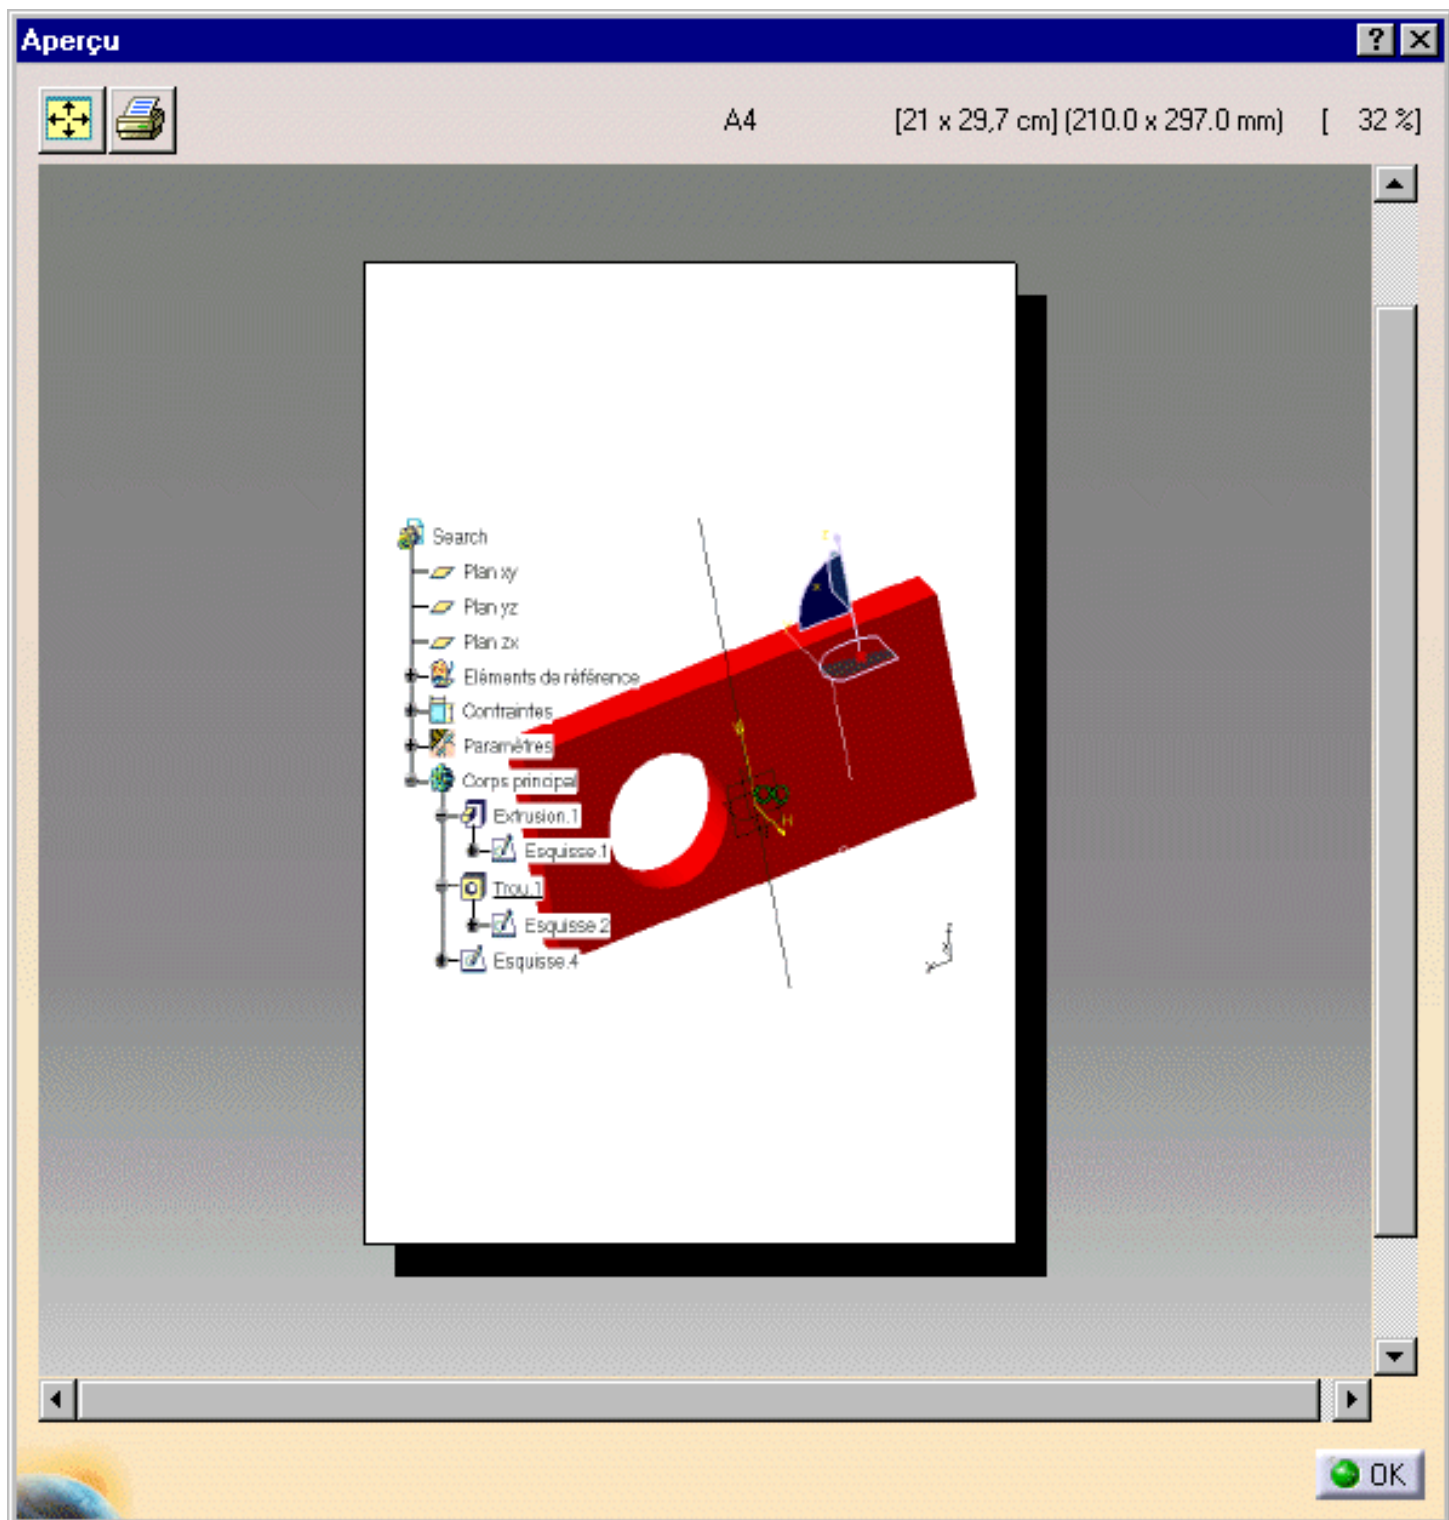 Aperçu
A4 [21 x 29,7 cm] (210.0 x 297.0 mm) [ 32 %]
Search
Plan xy
Plan yz
Plan zx
Eléments de référence
Contraintes
Paramètres
Corps principal
Extrusion.1
Esquisse.1
Trou.1
Esquisse.2
Esquisse.4
V
H
z
x
y
OK